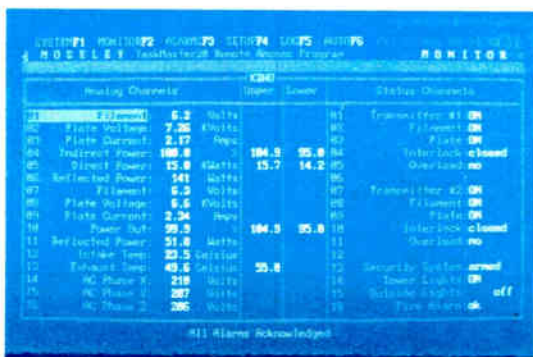 SYSTEM F1 MONITOR F2 ALARMS F3 SETUP F4 LOGS F5 AUTO F6
MOSELEY TaskMaster20 Remote Access Program MONITOR
Analog Channels Upper Lower Status Channels
01 Filament 6.2 Volts 01 Transmitter #1 ON
02 Plate Voltage: 7.26 KVolts 02 Filament ON
03 Plate Current: 2.17 Amps 03 Plate ON
04 Indirect Power: 100.0 % 104.9 95.0 04 Interlock closed
05 Direct Power: 15.0 KWatts 15.7 14.2 05 Overload no
06 Reflected Power: 141 Watts 06
07 Filament: 6.3 Volts 07 Transmitter #2 ON
08 Plate Voltage: 6.6 KVolts 08 Filament ON
09 Plate Current: 2.34 Amps 09 Plate ON
10 Power Out: 99.9 % 104.9 95.0 10 Interlock closed
11 Reflected Power: 51.0 Watts 11 Overload no
12 Intake Temp: 23.5 Celsius 12
13 Exhaust Temp: 49.6 Celsius 55.0 13 Security System armed
14 AC Phase X: 210 Volts 14 Tower Lights ON
15 AC Phase Y: 207 Volts 15 Outside Lights off
16 AC Phase Z: 206 Volts 16 Fire Alarm ok
All Alarms Acknowledged